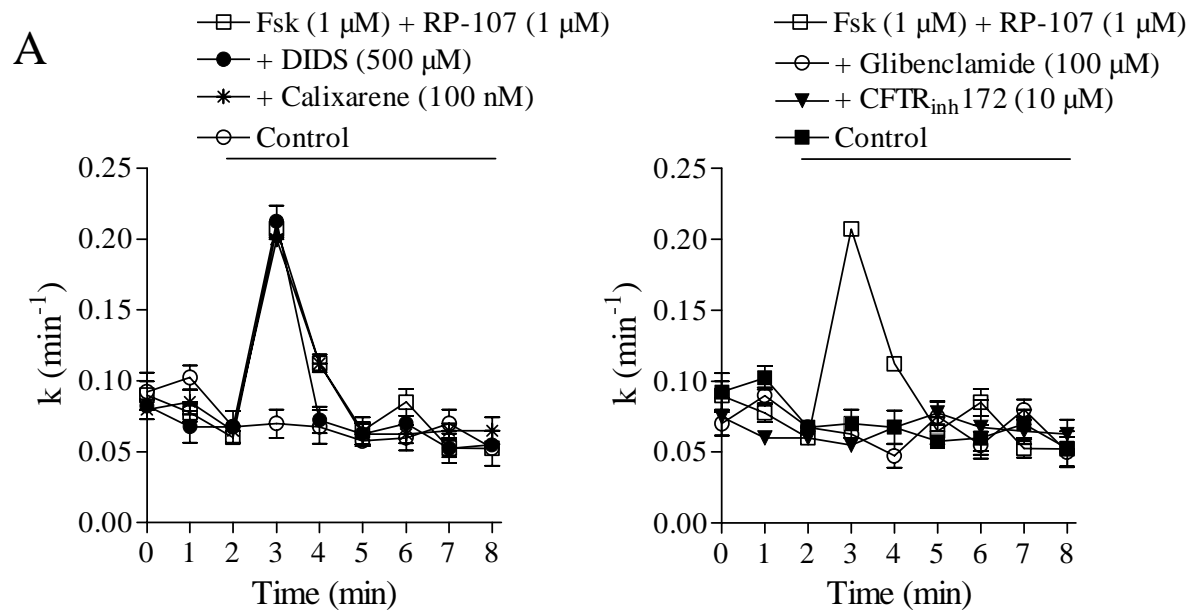 A
Fsk (1 µM) + RP-107 (1 µM)
+ DIDS (500 µM)
+ Calixarene (100 nM)
Control
0.25
0.20
0.15
0.10
0.05
0.00
k (min⁻¹)
0 1 2 3 4 5 6 7 8
Time (min)
Fsk (1 µM) + RP-107 (1 µM)
+ Glibenclamide (100 µM)
+ CFTRinh172 (10 µM)
Control
0.25
0.20
0.15
0.10
0.05
0.00
k (min⁻¹)
0 1 2 3 4 5 6 7 8
Time (min)